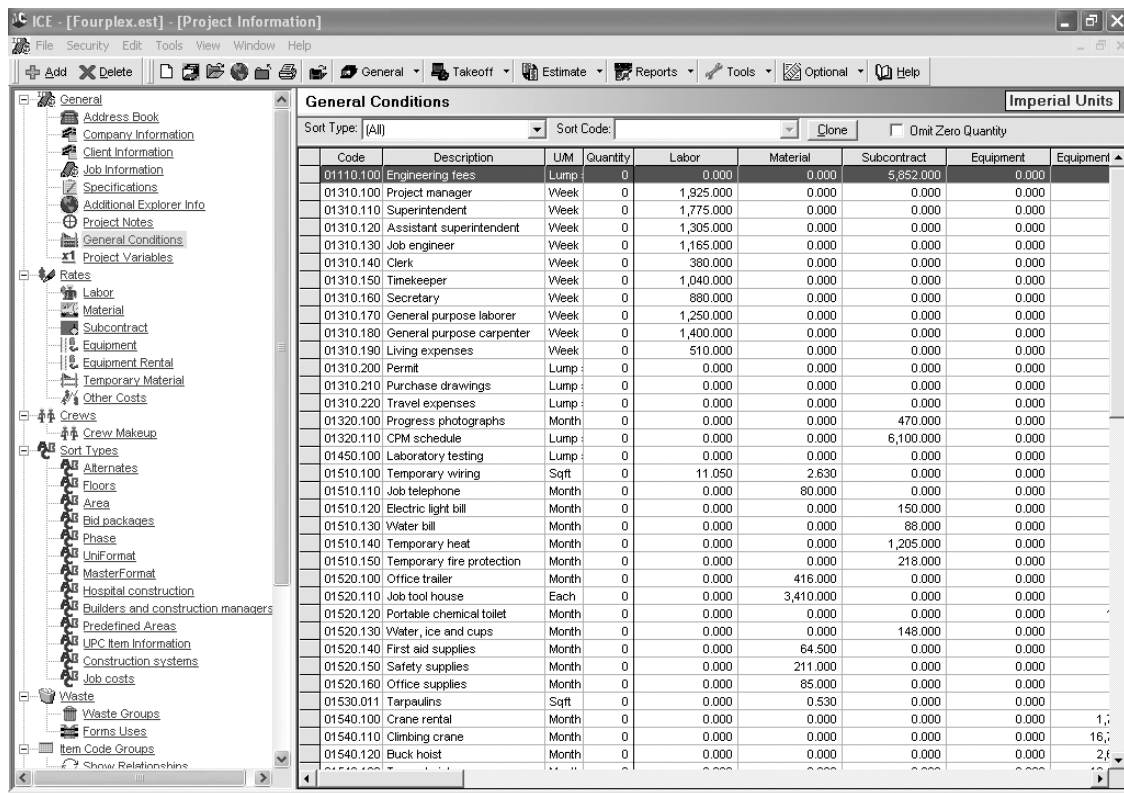 ICE - [Fourplex.est] - [Project Information]
File Security Edit Tools View Window Help
Add Delete General Takeoff Estimate Reports Tools Optional Help
General
Address Book
Company Information
Client Information
Job Information
Specifications
Additional Explorer Info
Project Notes
General Conditions
x1 Project Variables
Rates
Labor
Material
Subcontract
Equipment
Equipment Rental
Temporary Material
Other Costs
Crews
Crew Makeup
Sort Types
Alternates
Floors
Area
Bid packages
Phase
UniFormat
MasterFormat
Hospital construction
Builders and construction managers
Predefined Areas
UPC Item Information
Construction systems
Job costs
Waste
Waste Groups
Forms Uses
Item Code Groups
Show Relationships
General Conditions Imperial Units
Sort Type: (All) Sort Code: Clone Omit Zero Quantity
Code Description U/M Quantity Labor Material Subcontract Equipment Equipment
01110.100 Engineering fees Lump 0 0.000 0.000 5,852.000 0.000
01310.100 Project manager Week 0 1,925.000 0.000 0.000 0.000
01310.110 Superintendent Week 0 1,775.000 0.000 0.000 0.000
01310.120 Assistant superintendent Week 0 1,305.000 0.000 0.000 0.000
01310.130 Job engineer Week 0 1,165.000 0.000 0.000 0.000
01310.140 Clerk Week 0 380.000 0.000 0.000 0.000
01310.150 Timekeeper Week 0 1,040.000 0.000 0.000 0.000
01310.160 Secretary Week 0 880.000 0.000 0.000 0.000
01310.170 General purpose laborer Week 0 1,250.000 0.000 0.000 0.000
01310.180 General purpose carpenter Week 0 1,400.000 0.000 0.000 0.000
01310.190 Living expenses Week 0 510.000 0.000 0.000 0.000
01310.200 Permit Lump 0 0.000 0.000 0.000 0.000
01310.210 Purchase drawings Lump 0 0.000 0.000 0.000 0.000
01310.220 Travel expenses Lump 0 0.000 0.000 0.000 0.000
01320.100 Progress photographs Month 0 0.000 0.000 470.000 0.000
01320.110 CPM schedule Lump 0 0.000 0.000 6,100.000 0.000
01450.100 Laboratory testing Lump 0 0.000 0.000 0.000 0.000
01510.100 Temporary wiring Sqft 0 11.050 2.630 0.000 0.000
01510.110 Job telephone Month 0 0.000 80.000 0.000 0.000
01510.120 Electric light bill Month 0 0.000 0.000 150.000 0.000
01510.130 Water bill Month 0 0.000 0.000 88.000 0.000
01510.140 Temporary heat Month 0 0.000 0.000 1,205.000 0.000
01510.150 Temporary fire protection Month 0 0.000 0.000 218.000 0.000
01520.100 Office trailer Month 0 0.000 416.000 0.000 0.000
01520.110 Job tool house Each 0 0.000 3,410.000 0.000 0.000
01520.120 Portable chemical toilet Month 0 0.000 0.000 0.000 0.000
01520.130 Water, ice and cups Month 0 0.000 0.000 148.000 0.000
01520.140 First aid supplies Month 0 0.000 64.500 0.000 0.000
01520.150 Safety supplies Month 0 0.000 211.000 0.000 0.000
01520.160 Office supplies Month 0 0.000 85.000 0.000 0.000
01530.011 Tarpaulins Sqft 0 0.000 0.530 0.000 0.000
01540.100 Crane rental Month 0 0.000 0.000 0.000 0.000 1,7
01540.110 Climbing crane Month 0 0.000 0.000 0.000 0.000 16,7
01540.120 Buck hoist Month 0 0.000 0.000 0.000 0.000